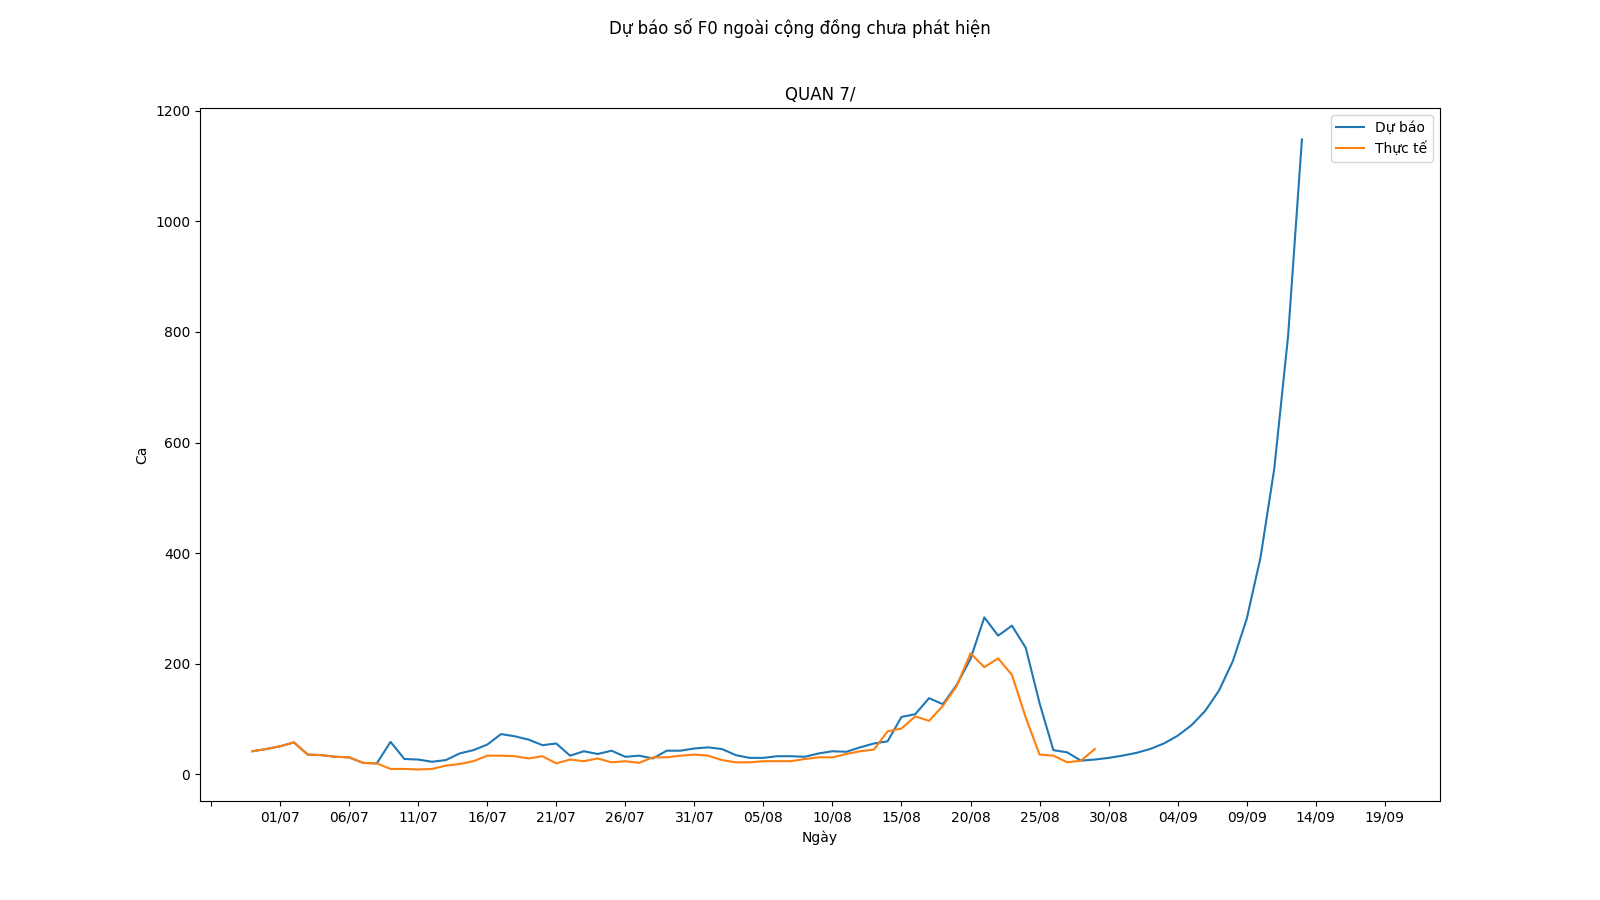 Dự báo số F0 ngoài cộng đồng chưa phát hiện
QUAN 7/
1200
1000
800
600
400
200
0
Ca
Dự báo
Thực tế
01/07 06/07 11/07 16/07 21/07 26/07 31/07 05/08 10/08 15/08 20/08 25/08 30/08 04/09 09/09 14/09 19/09
Ngày